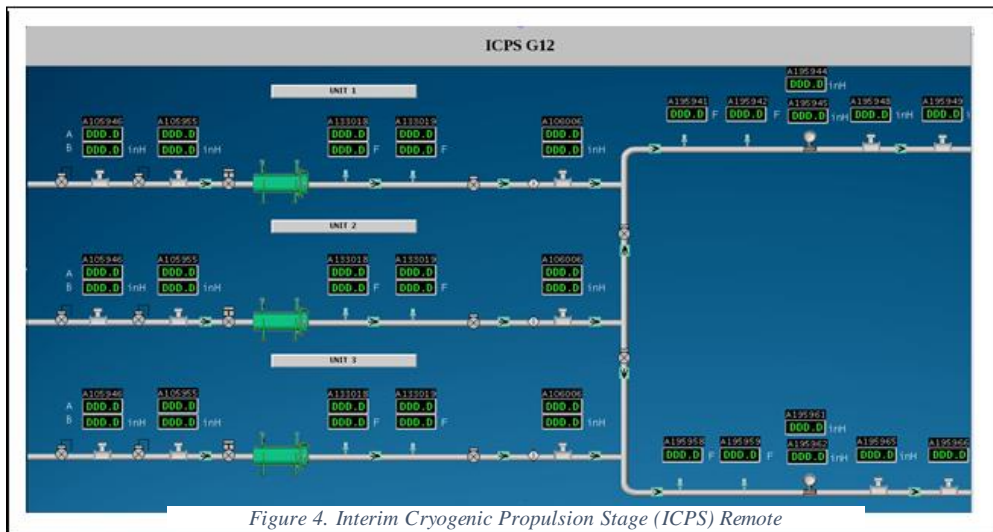 ICPS G12
A195944
DDD.D inH
UNIT 1
A195941 A195942 A195945 A195948 A195949
DDD.D F DDD.D F DDD.D inH DDD.D inH DDD.D
A105946 A105955 A133018 A133019 A106006
A DDD.D DDD.D DDD.D DDD.D DDD.D
B DDD.D inH DDD.D inH DDD.D F DDD.D F DDD.D inH
UNIT 2
A105946 A105955 A133018 A133019 A106006
A DDD.D DDD.D DDD.D DDD.D DDD.D
B DDD.D inH DDD.D inH DDD.D F DDD.D F DDD.D inH
UNIT 3
A105946 A105955 A133018 A133019 A106006
A DDD.D DDD.D DDD.D DDD.D DDD.D
B DDD.D inH DDD.D inH DDD.D F DDD.D F DDD.D inH
A195961
DDD.D
A195958 A195959 A195962 A195965 A195966
DDD.D F DDD.D F DDD.D inH DDD.D inH DDD.D
Figure 4. Interim Cryogenic Propulsion Stage (ICPS) Remote